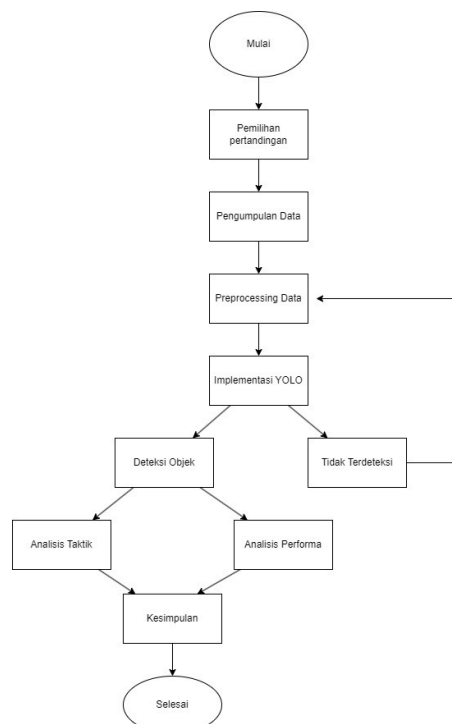 Mulai
Pemilihan
pertandingan
Pengumpulan Data
Preprocessing Data
Implementasi YOLO
Deteksi Objek
Tidak Terdeteksi
Analisis Taktik
Analisis Performa
Kesimpulan
Selesai